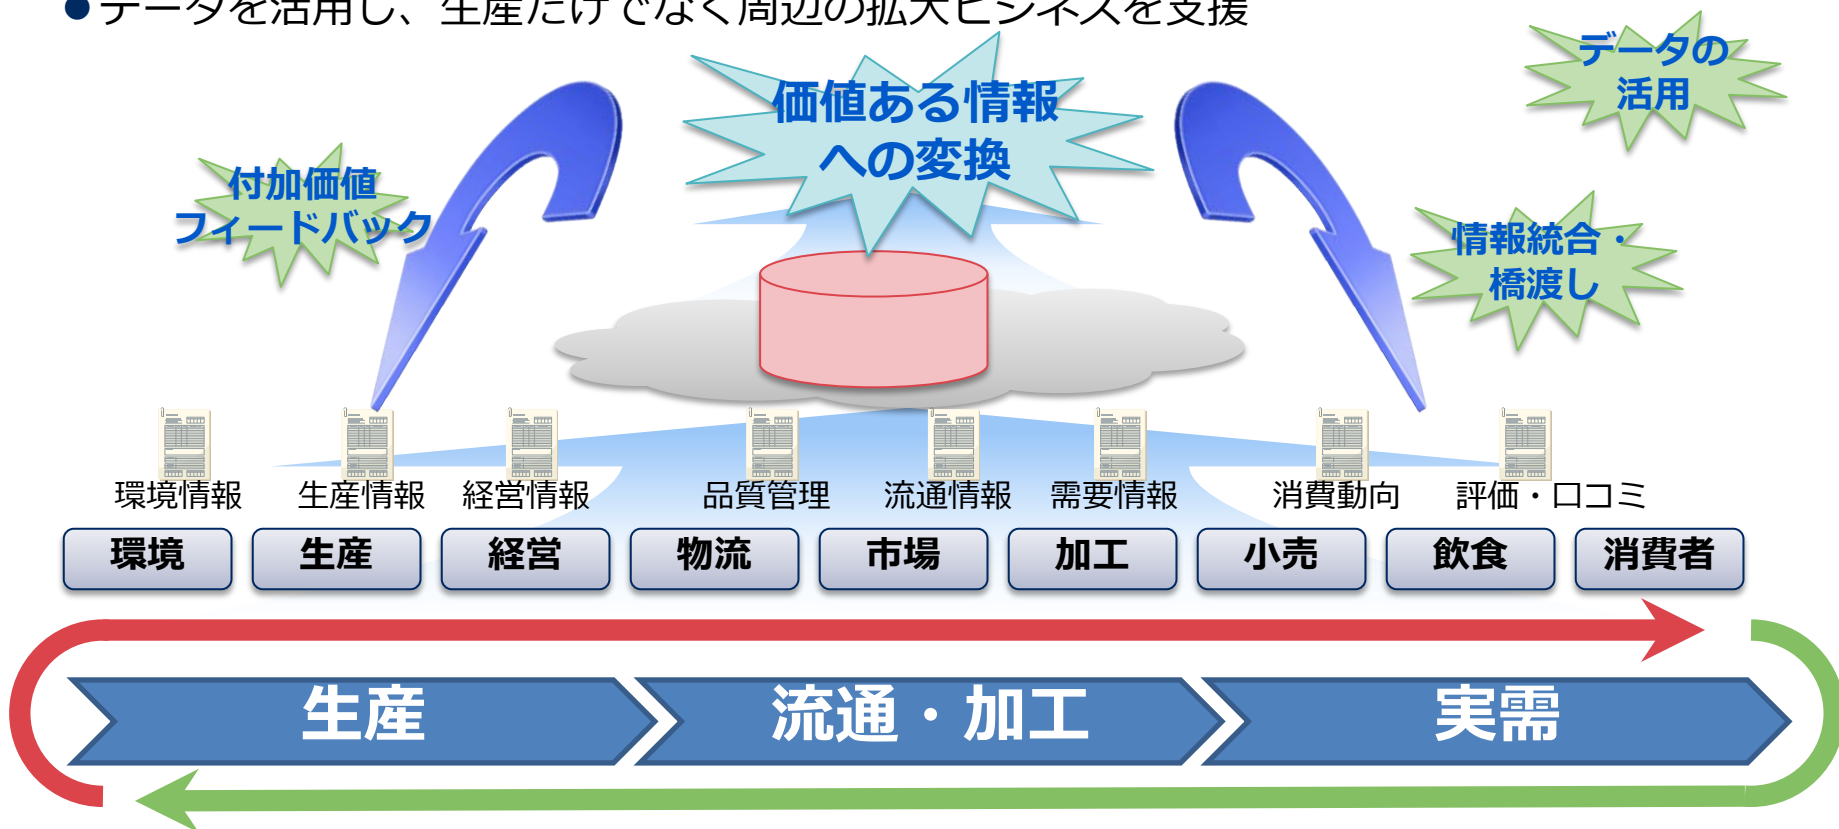 ●データを活用し、生産だけでなく周辺の拡大ビジネスを支援
データの
活用
価値ある情報
への変換
付加価値
フィードバック
情報統合・
橋渡し
環境情報
生産情報
経営情報
品質管理
流通情報
需要情報
消費動向
評価・口コミ
環境
生産
経営
物流
市場
加工
小売
飲食
消費者
生産
流通・加工
実需